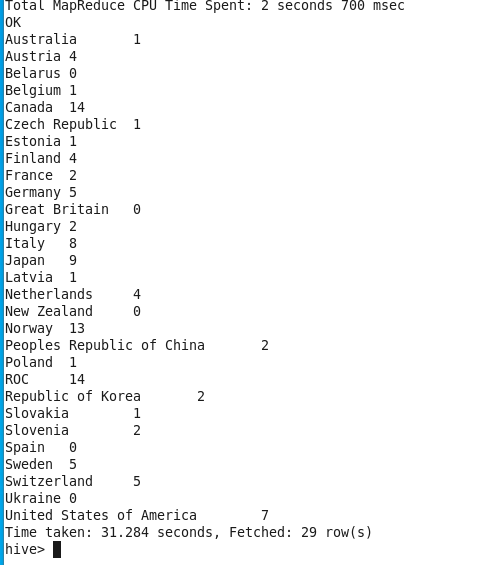 Total MapReduce CPU Time Spent: 2 seconds 700 msec
OK
Australia	1
Austria	4
Belarus	0
Belgium	1
Canada	14
Czech Republic	1
Estonia	1
Finland	4
France	2
Germany	5
Great Britain	0
Hungary	2
Italy	8
Japan	9
Latvia	1
Netherlands	4
New Zealand	0
Norway	13
Peoples Republic of China	2
Poland	1
ROC	14
Republic of Korea	2
Slovakia	1
Slovenia	2
Spain	0
Sweden	5
Switzerland	5
Ukraine	0
United States of America	7
Time taken: 31.284 seconds, Fetched: 29 row(s)
hive>